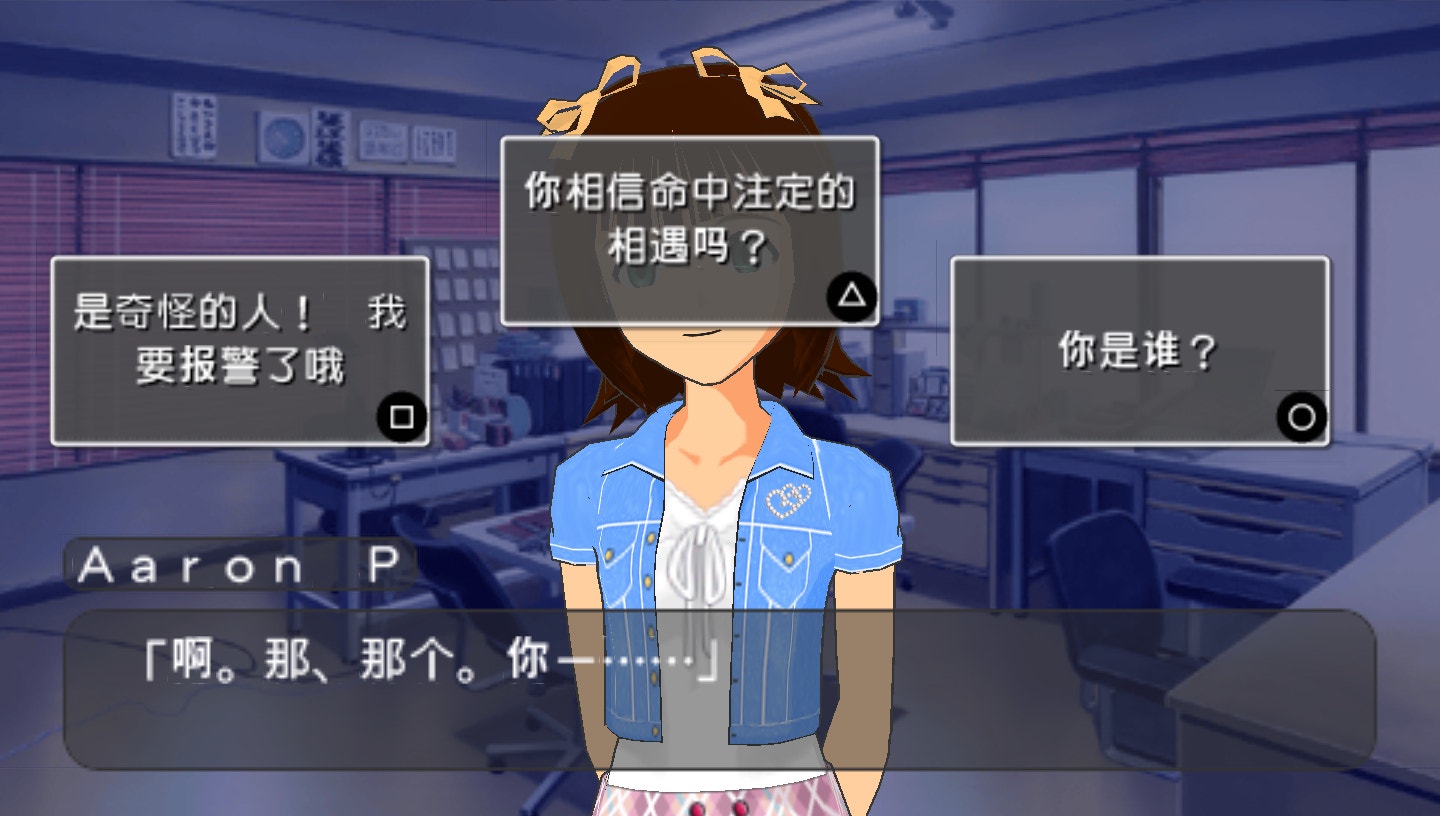 你相信命中注定的
相遇吗？
是奇怪的人！　我
要报警了哦
你是谁？
Aaron P
「啊。那、那个。你—……」